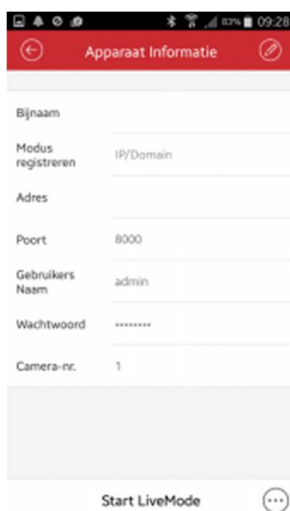 83% 09:28
Apparaat Informatie
Bijnaam
Modus
registreren
IP/Domain
Adres
Poort
8000
Gebruikers
Naam
admin
Wachtwoord
••••••••
Camera-nr.
1
Start LiveMode